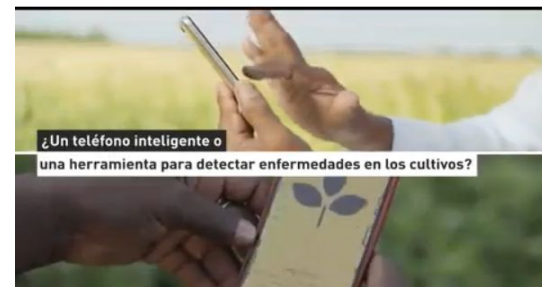 ¿Un teléfono inteligente o
una herramienta para detectar enfermedades en los cultivos?